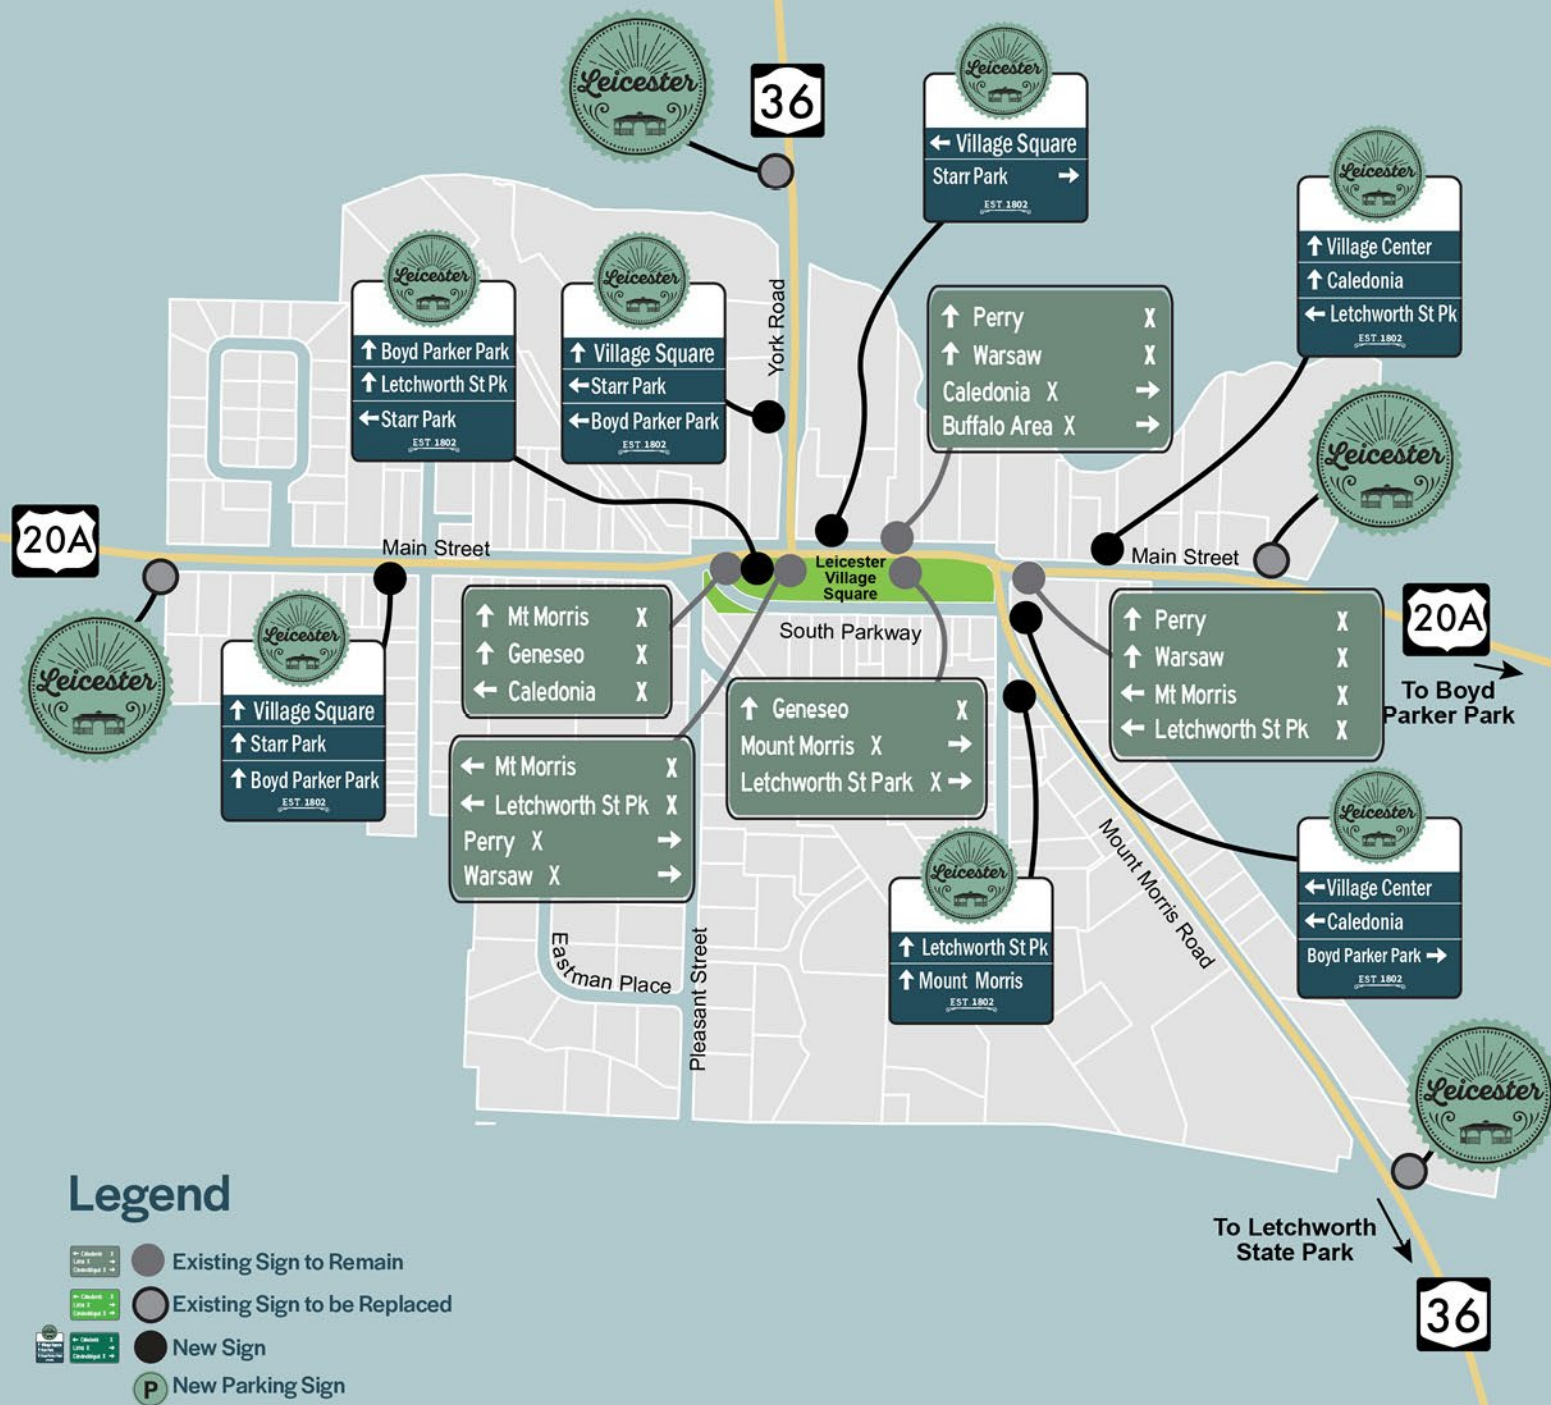 Leicester
36
Leicester
← Village Square
Starr Park →
EST. 1802
Leicester
↑ Village Center
↑ Caledonia
← Letchworth St Pk
EST. 1802
Leicester
↑ Boyd Parker Park
↑ Letchworth St Pk
← Starr Park
EST. 1802
Leicester
↑ Village Square
← Starr Park
← Boyd Parker Park
EST. 1802
York Road
↑ Perry X
↑ Warsaw X
Caledonia X →
Buffalo Area X →
Leicester
20A
Main Street
Leicester
Village
Square
Main Street
20A
To Boyd
Parker Park
South Parkway
Leicester
Leicester
↑ Village Square
↑ Starr Park
↑ Boyd Parker Park
EST. 1802
↑ Mt Morris X
↑ Geneseo X
← Caledonia X
← Mt Morris X
← Letchworth St Pk X
Perry X →
Warsaw X →
↑ Geneseo X
Mount Morris X →
Letchworth St Park X →
↑ Perry X
↑ Warsaw X
← Mt Morris X
← Letchworth St Pk X
Leicester
↑ Letchworth St Pk
↑ Mount Morris
EST. 1802
Mount Morris Road
Leicester
← Village Center
← Caledonia
Boyd Parker Park →
EST. 1802
Eastman Place
Pleasant Street
Leicester
To Letchworth
State Park
36
Legend
Existing Sign to Remain
Existing Sign to be Replaced
New Sign
P New Parking Sign